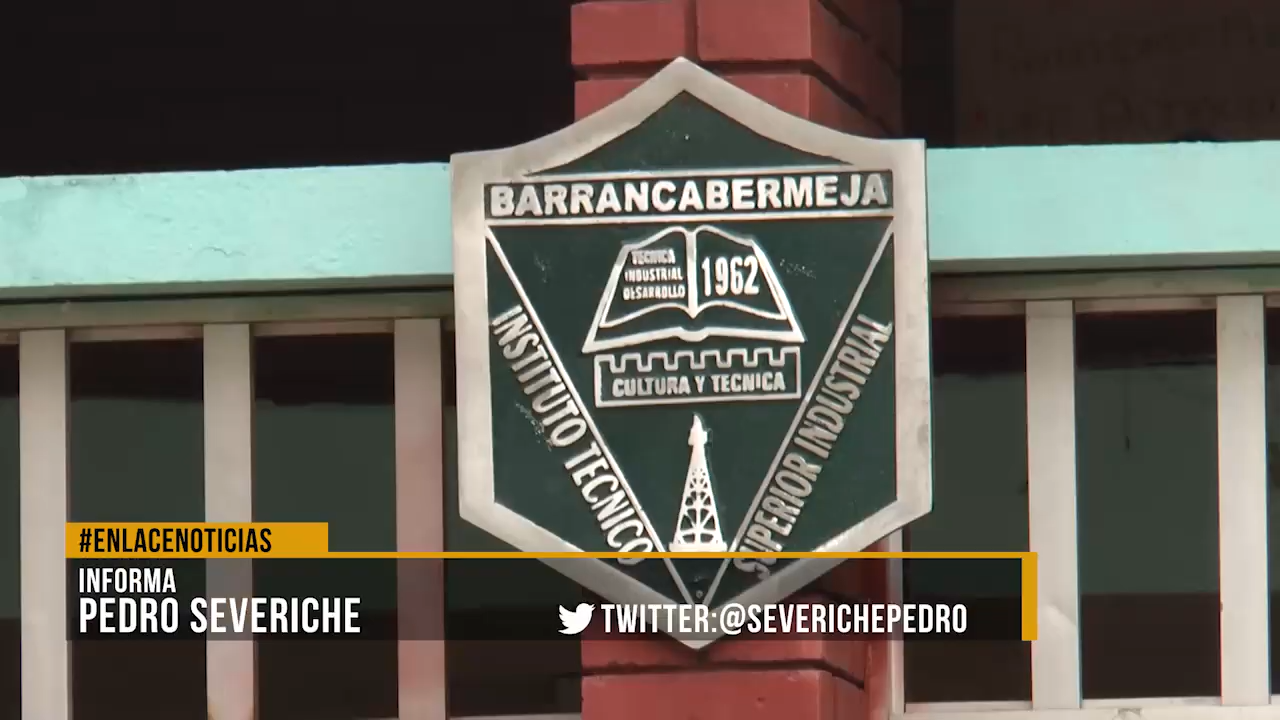 BARRANCABERMEJA
TECNICA
INDUSTRIAL
DESARROLLO
1962
CULTURA Y TECNICA
INSTITUTO TECNICO
SUPERIOR INDUSTRIAL
#ENLACENOTICIAS
INFORMA
PEDRO SEVERICHE
TWITTER:@SEVERICHEPEDRO